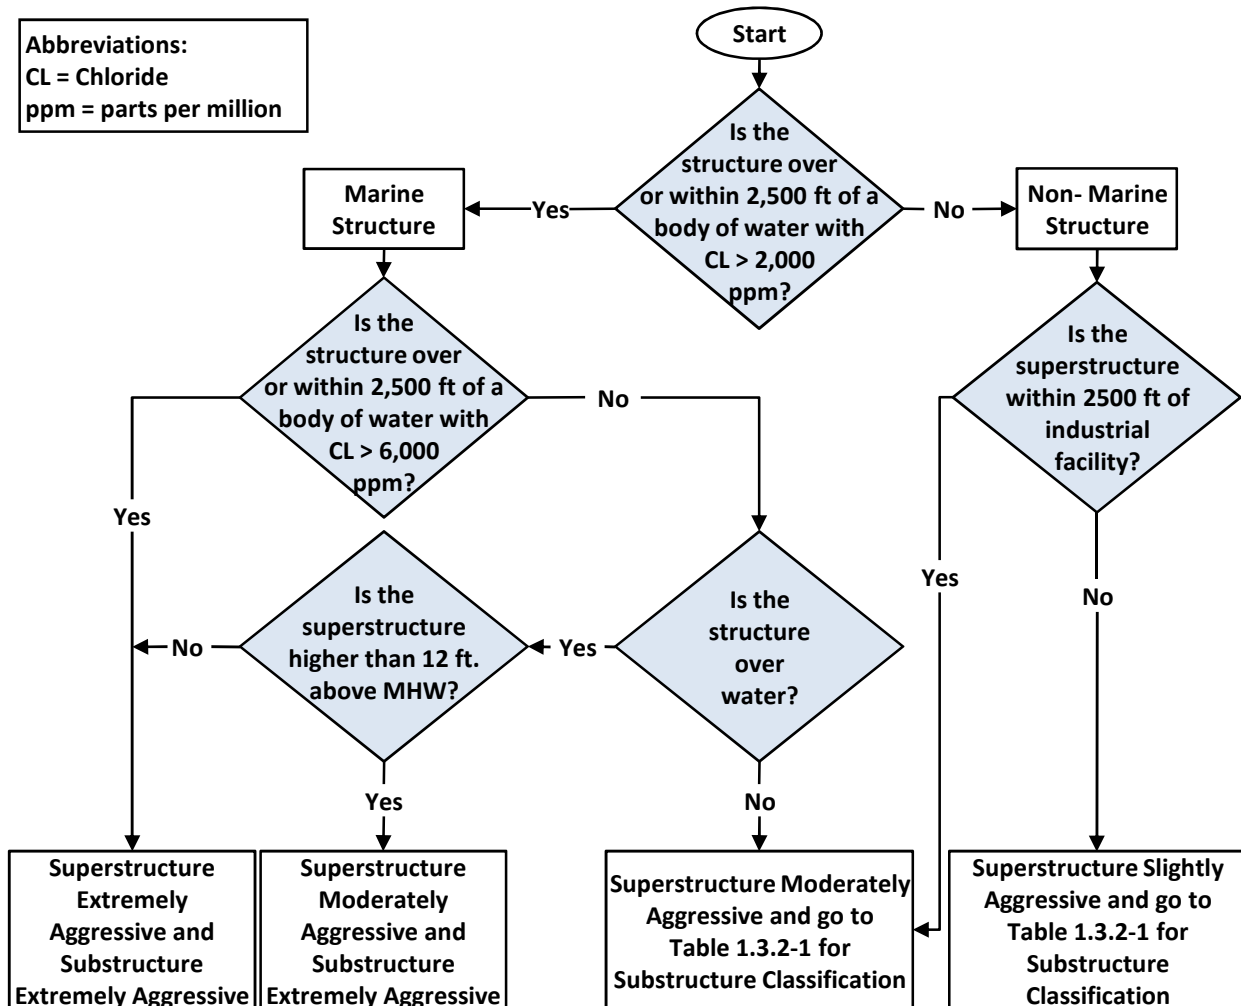 Abbreviations:
CL = Chloride
ppm = parts per million
Start
Is the
structure over
or within 2,500 ft of a
body of water with
CL > 2,000
ppm?
Yes
No
Marine
Structure
Non- Marine
Structure
Is the
structure over
or within 2,500 ft of a
body of water with
CL > 6,000
ppm?
No
Yes
Is the
superstructure
within 2500 ft of
industrial
facility?
Yes
No
Is the
structure
over
water?
Yes
No
Is the
superstructure
higher than 12 ft.
above MHW?
No
Yes
Superstructure
Extremely
Aggressive and
Substructure
Extremely Aggressive
Superstructure
Moderately
Aggressive and
Substructure
Extremely Aggressive
Superstructure Moderately
Aggressive and go to
Table 1.3.2-1 for
Substructure Classification
Superstructure Slightly
Aggressive and go to
Table 1.3.2-1 for
Substructure
Classification